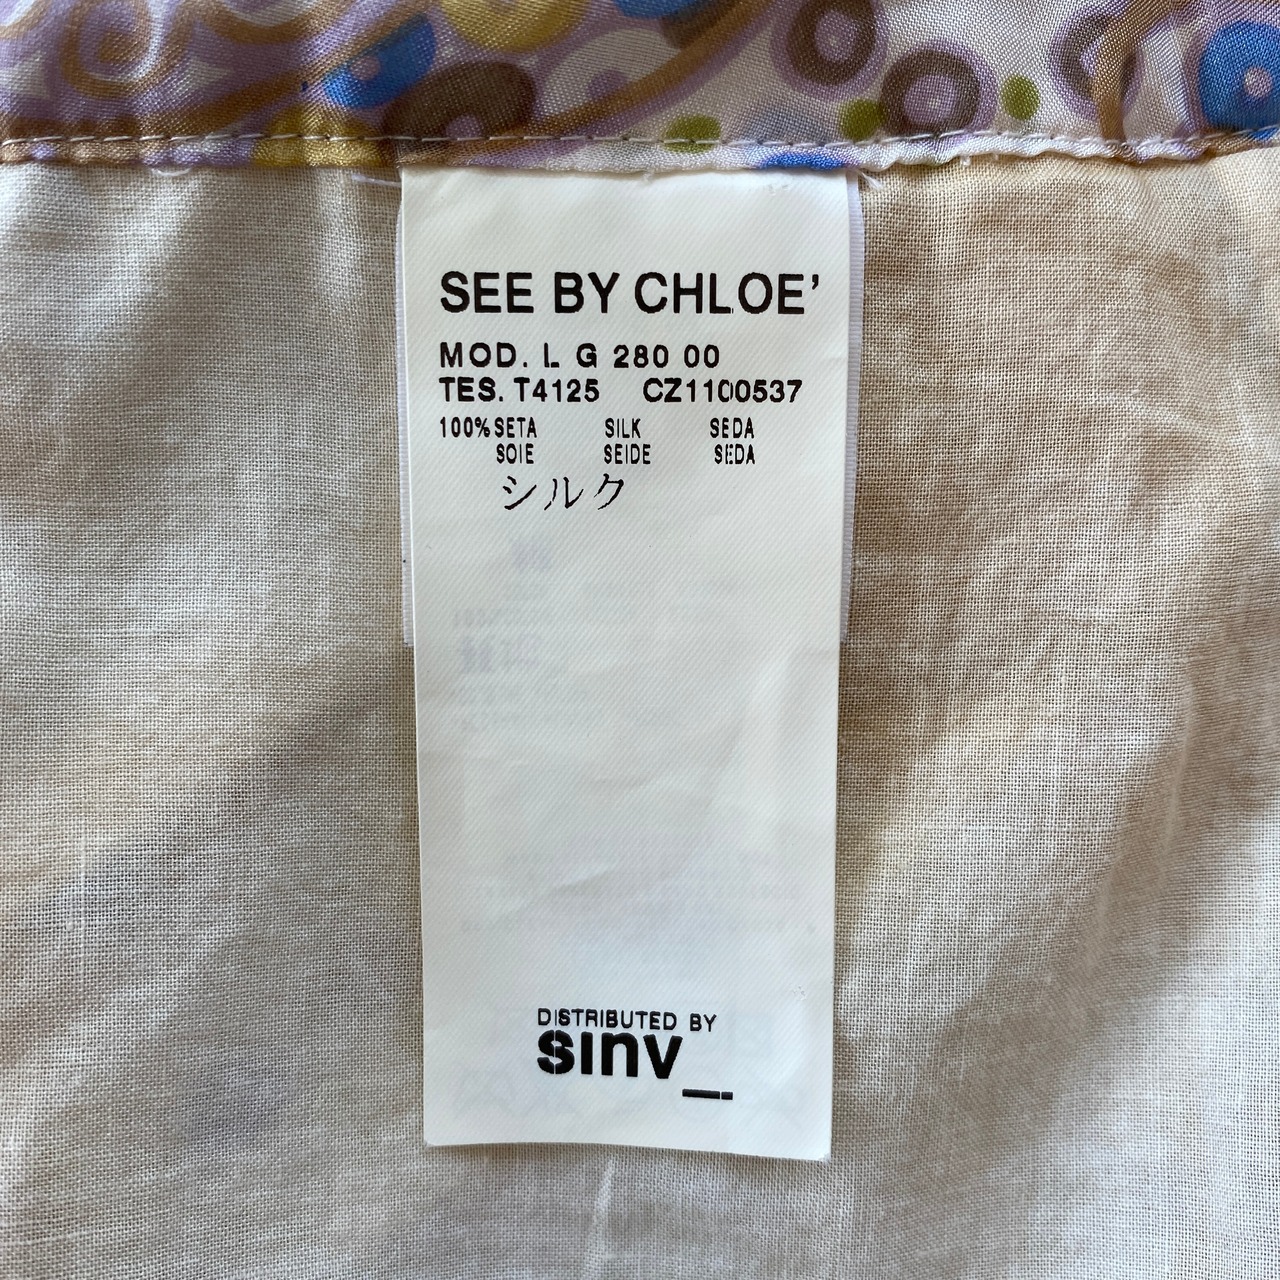 SEE BY CHLOE'
MOD. L G 280 00
TES. T4125 CZ1100537
100% SETA SILK SEDA
SOIE SEIDE SEDA
シルク
DISTRIBUTED BY
sinv_